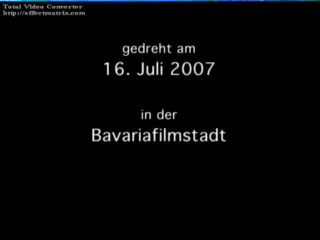 Total Video Converter
http://effectmatrix.com
gedreht am
16. Juli 2007
in der
Bavariafilmstadt